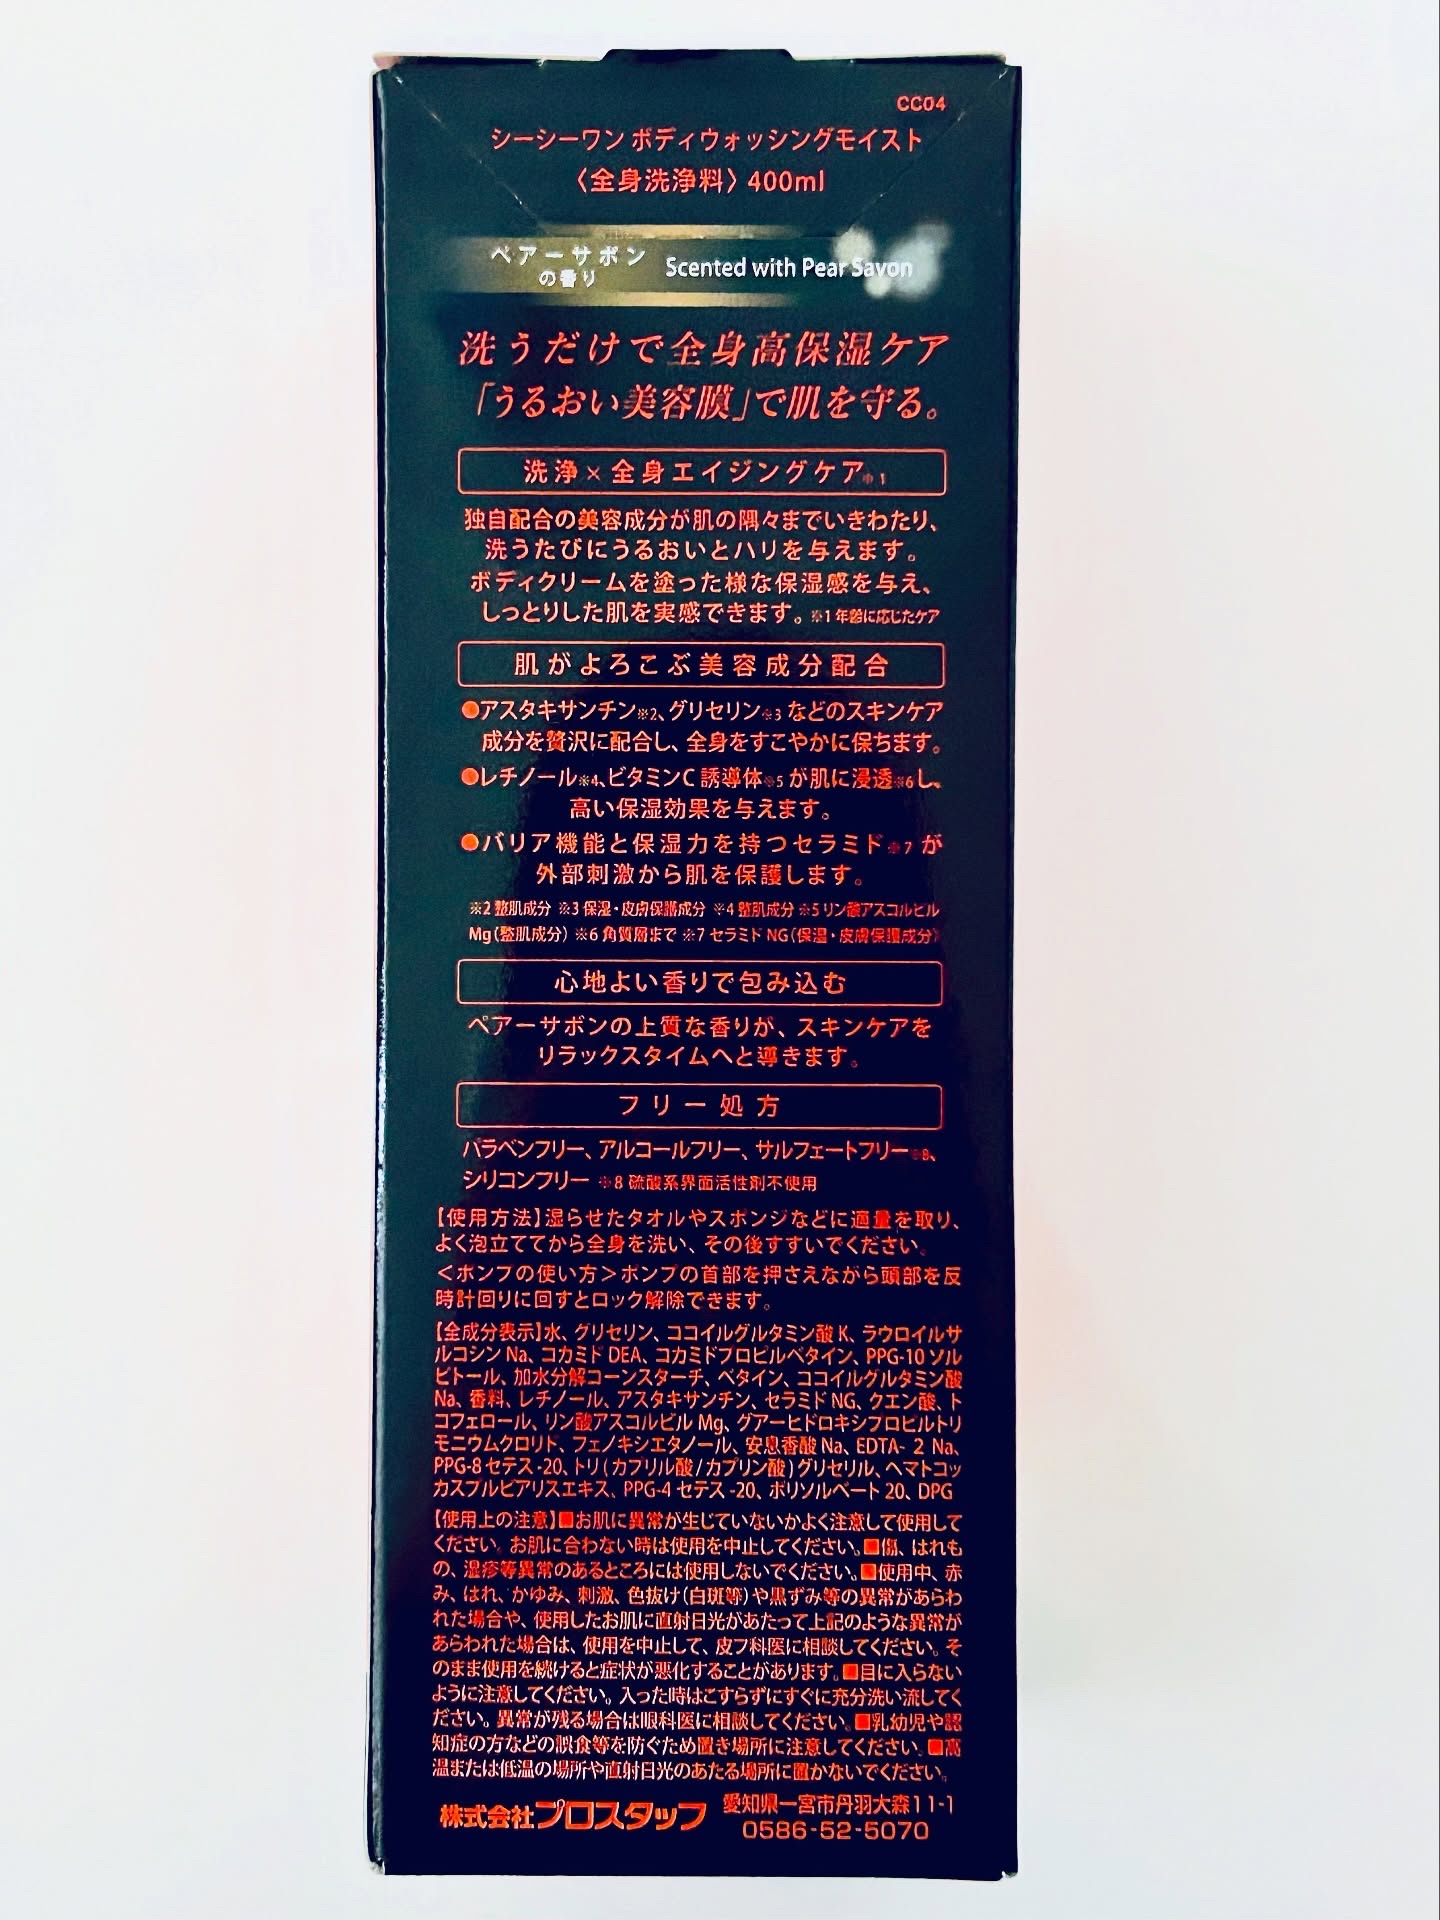 CC04
シーシーワン ボディウォッシングモイスト
〈全身洗浄料〉400ml
ペアーサボン
の香り
Scented with Pear Savon
洗うだけで全身高保湿ケア
「うるおい美容膜」で肌を守る。
洗浄×全身エイジングケア※1
独自配合の美容成分が肌の隅々までいきわたり、
洗うたびにうるおいとハリを与えます。
ボディクリームを塗った様な保湿感を与え、
しっとりした肌を実感できます。※1 年齢に応じたケア
肌がよろこぶ美容成分配合
●アスタキサンチン※2、グリセリン※3 などのスキンケア
成分を贅沢に配合し、全身をすこやかに保ちます。
●レチノール※4、ビタミンC 誘導体※5 が肌に浸透※6し、
高い保湿効果を与えます。
●バリア機能と保湿力を持つセラミド※7 が
外部刺激から肌を保護します。
※2 整肌成分 ※3 保湿・皮膚保護成分 ※4 整肌成分 ※5 リン酸アスコルビル
Mg（整肌成分）※6 角質層まで ※7 セラミド NG（保湿・皮膚保護成分）
心地よい香りで包み込む
ペアーサボンの上質な香りが、スキンケアを
リラックスタイムへと導きます。
フリー処方
パラベンフリー、アルコールフリー、サルフェートフリー※8、
シリコンフリー ※8 硫酸系界面活性剤不使用
【使用方法】湿らせたタオルやスポンジなどに適量を取り、
よく泡立ててから全身を洗い、その後すすいでください。
＜ポンプの使い方＞ポンプの首部を押さえながら頭部を反
時計回りに回すとロック解除できます。
【全成分表示】水、グリセリン、ココイルグルタミン酸 K、ラウロイルサ
ルコシン Na、コカミド DEA、コカミドプロピルベタイン、PPG-10 ソル
ビトール、加水分解コーンスターチ、ベタイン、ココイルグルタミン酸
Na、香料、レチノール、アスタキサンチン、セラミド NG、クエン酸、ト
コフェロール、リン酸アスコルビル Mg、グアーヒドロキシプロピルトリ
モニウムクロリド、フェノキシエタノール、安息香酸 Na、EDTA- 2 Na、
PPG-8 セテス -20、トリ ( カプリル酸 / カプリン酸 ) グリセリル、ヘマトコッ
カスプルビアリスエキス、PPG-4 セテス -20、ポリソルベート 20、DPG
【使用上の注意】■お肌に異常が生じていないかよく注意して使用して
ください。お肌に合わない時は使用を中止してください。■傷、はれも
の、湿疹等異常のあるところには使用しないでください。■使用中、赤
み、はれ、かゆみ、刺激、色抜け（白斑等）や黒ずみ等の異常があらわ
れた場合や、使用したお肌に直射日光があたって上記のような異常が
あらわれた場合は、使用を中止して、皮フ科医に相談してください。そ
のまま使用を続けると症状が悪化することがあります。■目に入らない
ように注意してください。入った時はこすらずにすぐに充分洗い流してく
ださい。異常が残る場合は眼科医に相談してください。■乳幼児や認
知症の方などの誤食等を防ぐため置き場所に注意してください。■高
温または低温の場所や直射日光のあたる場所に置かないでください。
株式会社プロスタッフ 愛知県一宮市丹羽大森11-1
0586-52-5070